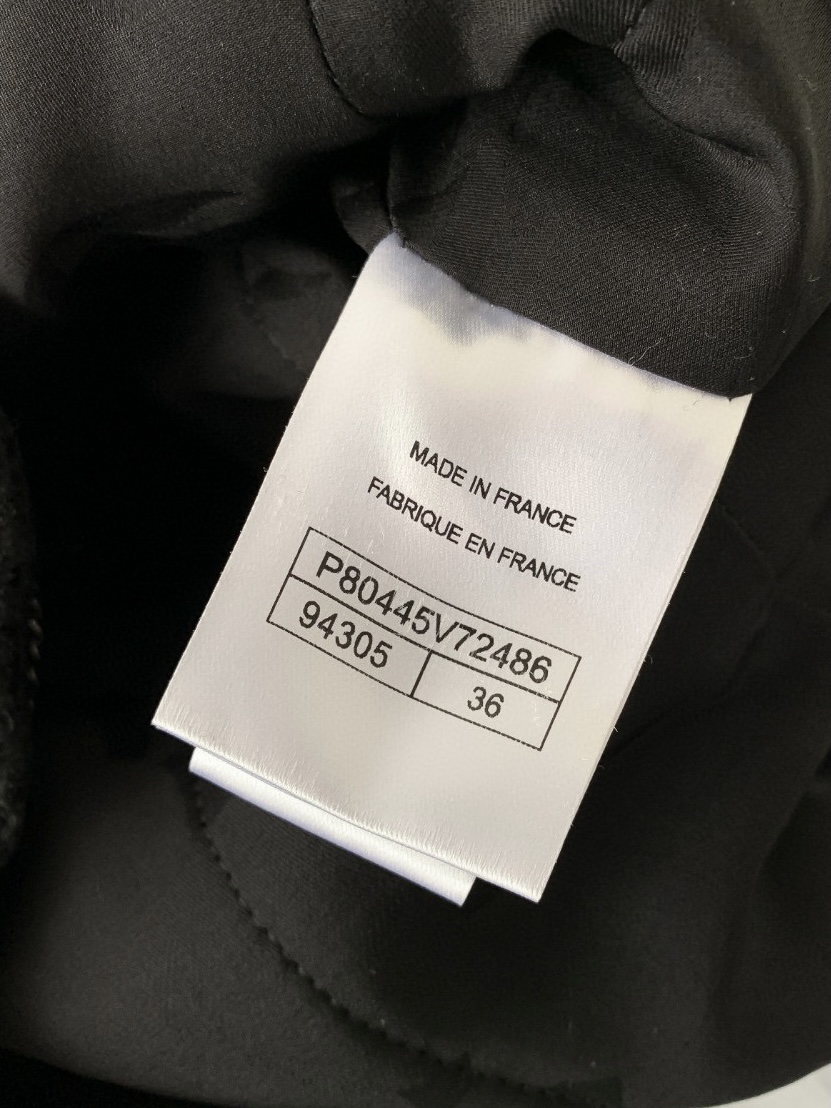 MADE IN FRANCE
FABRIQUE EN FRANCE
P80445V72486
94305 36